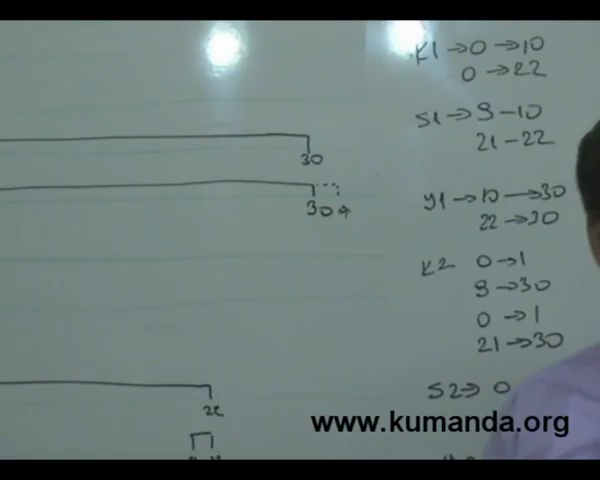 K1 → 0 → 10
0 → 22
S1 → 9 - 10
21 - 22
30
Y1 → 10 → 30
30
22 → 30
K2 0 → 1
9 → 30
0 → 1
21 → 30
S2 → 0
22
www.kumanda.org